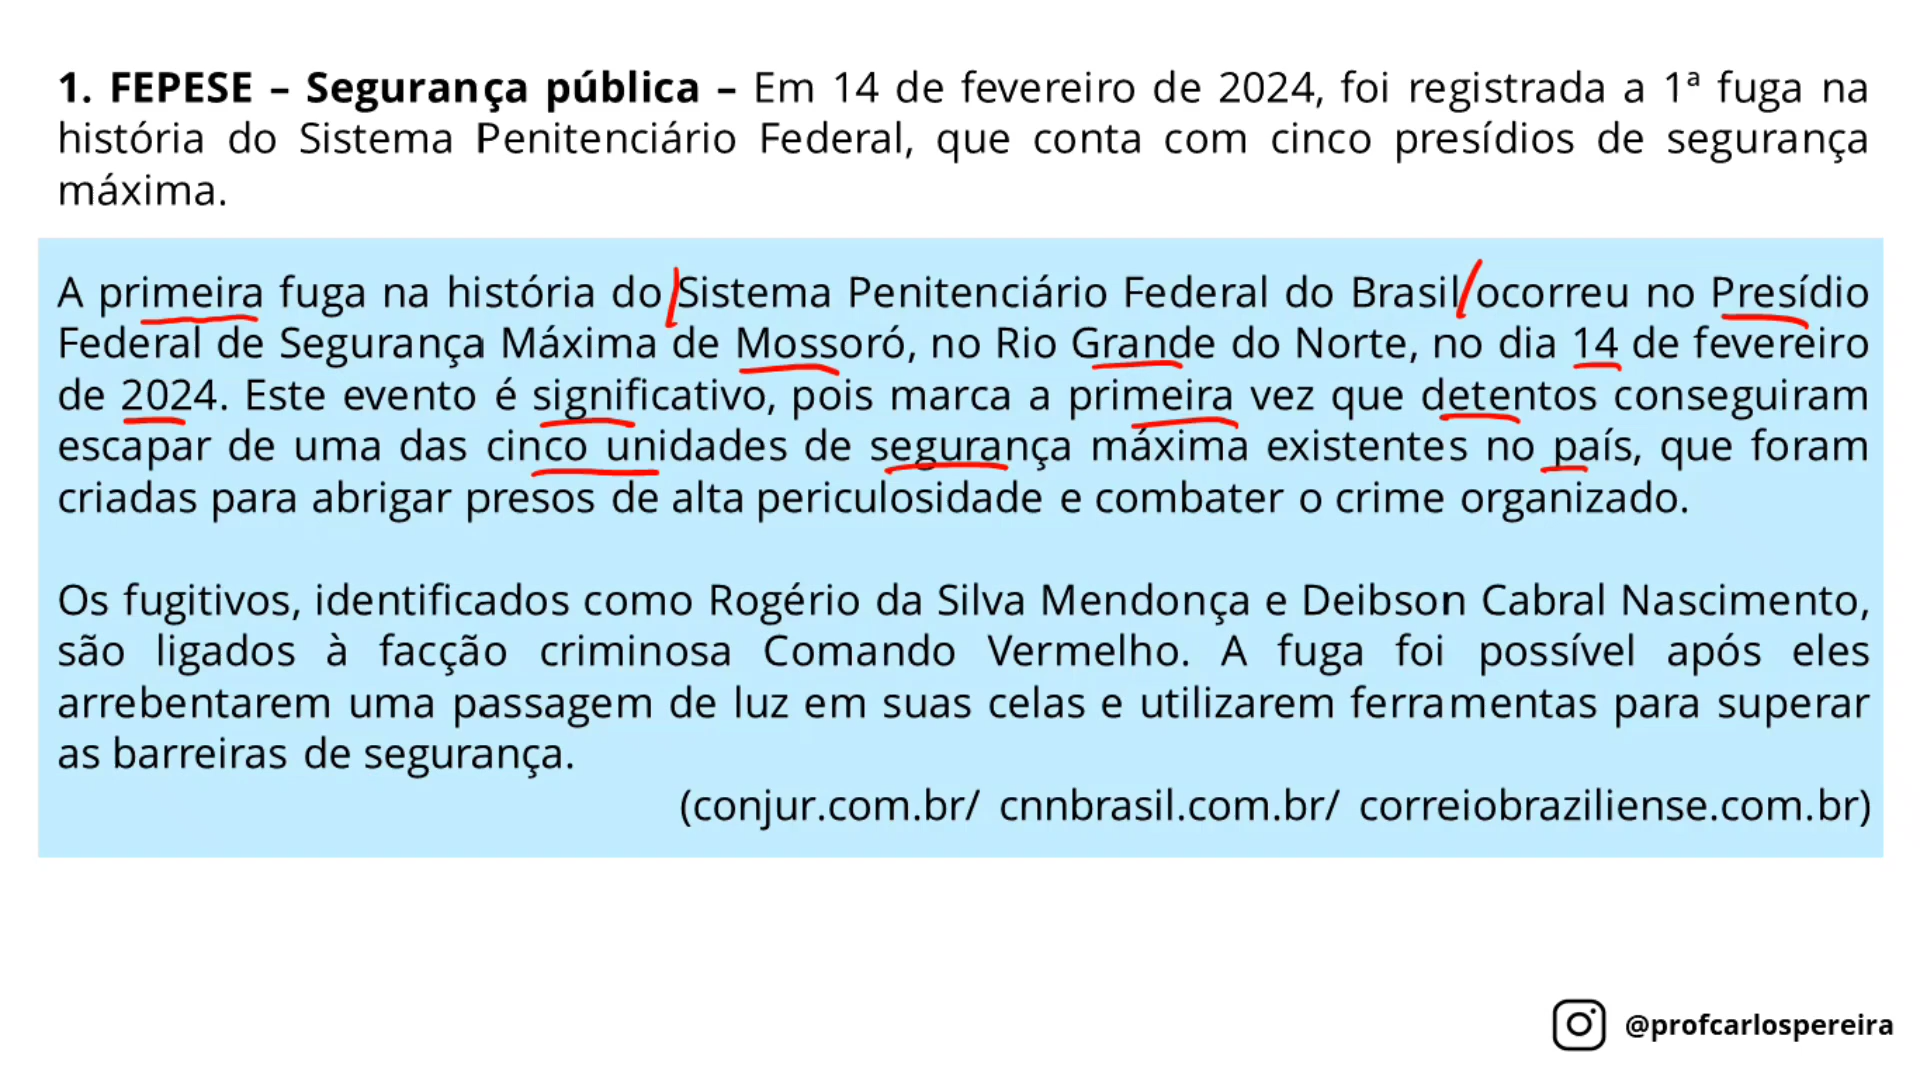 1. FEPESE – Segurança pública – Em 14 de fevereiro de 2024, foi registrada a 1ª fuga na
história do Sistema Penitenciário Federal, que conta com cinco presídios de segurança
máxima.
A primeira fuga na história do Sistema Penitenciário Federal do Brasil ocorreu no Presídio
Federal de Segurança Máxima de Mossoró, no Rio Grande do Norte, no dia 14 de fevereiro
de 2024. Este evento é significativo, pois marca a primeira vez que detentos conseguiram
escapar de uma das cinco unidades de segurança máxima existentes no país, que foram
criadas para abrigar presos de alta periculosidade e combater o crime organizado.
Os fugitivos, identificados como Rogério da Silva Mendonça e Deibson Cabral Nascimento,
são ligados à facção criminosa Comando Vermelho. A fuga foi possível após eles
arrebentarem uma passagem de luz em suas celas e utilizarem ferramentas para superar
as barreiras de segurança.
(conjur.com.br/ cnnbrasil.com.br/ correiobraziliense.com.br)
@profcarlospereira